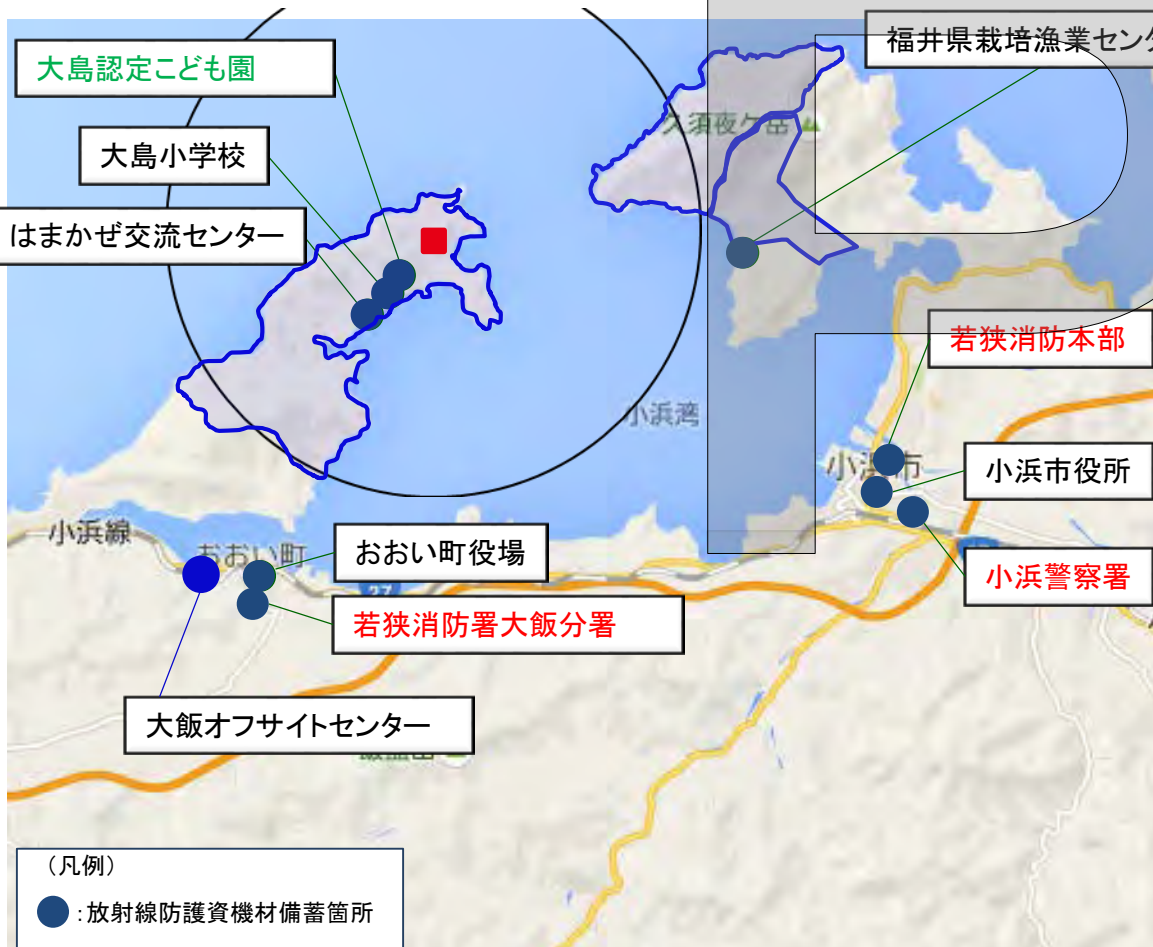 大島認定こども園
福井県栽培漁業センタ
久須夜ケ岳
大島小学校
はまかぜ交流センター
若狭消防本部
小浜湾
小浜市
小浜市役所
小浜線
おおい町
おおい町役場
小浜警察署
27
若狭消防署大飯分署
大飯オフサイトセンター
(凡例)
:放射線防護資機材備蓄箇所